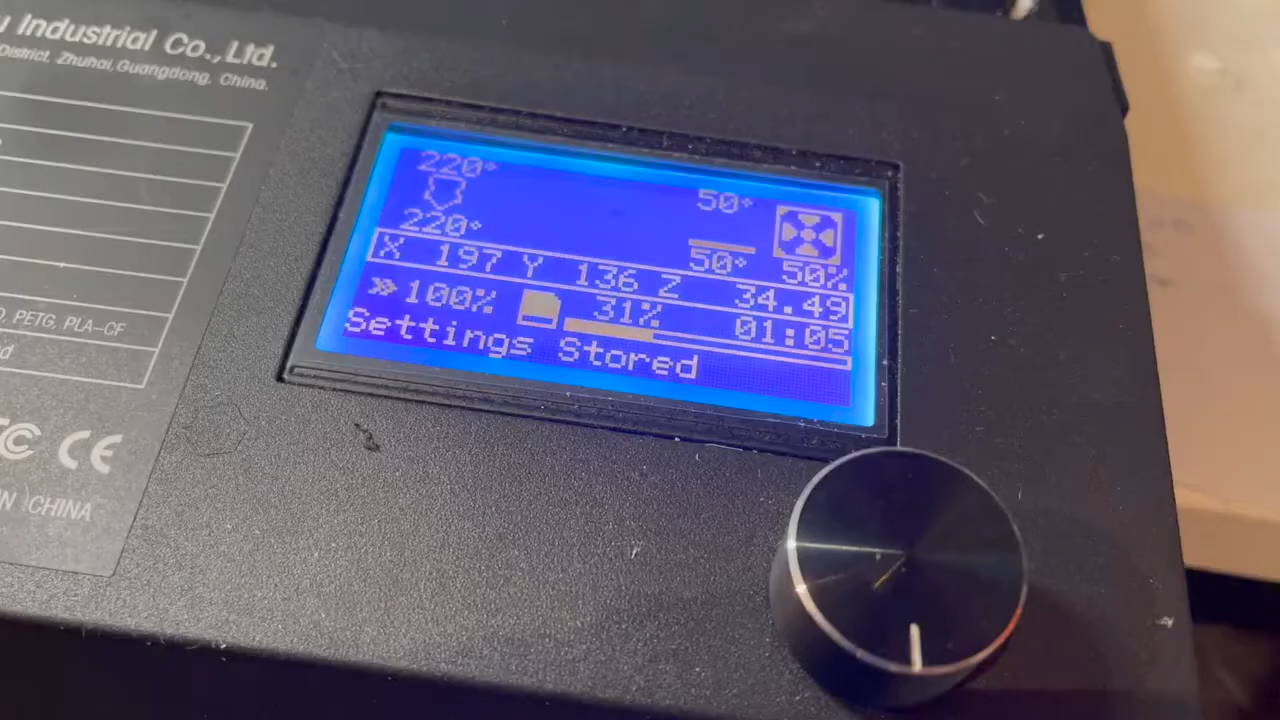 Industrial Co.,Ltd.
District, Zhuhai, Guangdong, China.
PETG, PLA-CF
CE
CHINA
220°
50°
220°
50° 50%
X 197 Y 136 Z 34.49
100% 31% 01:05
Settings Stored